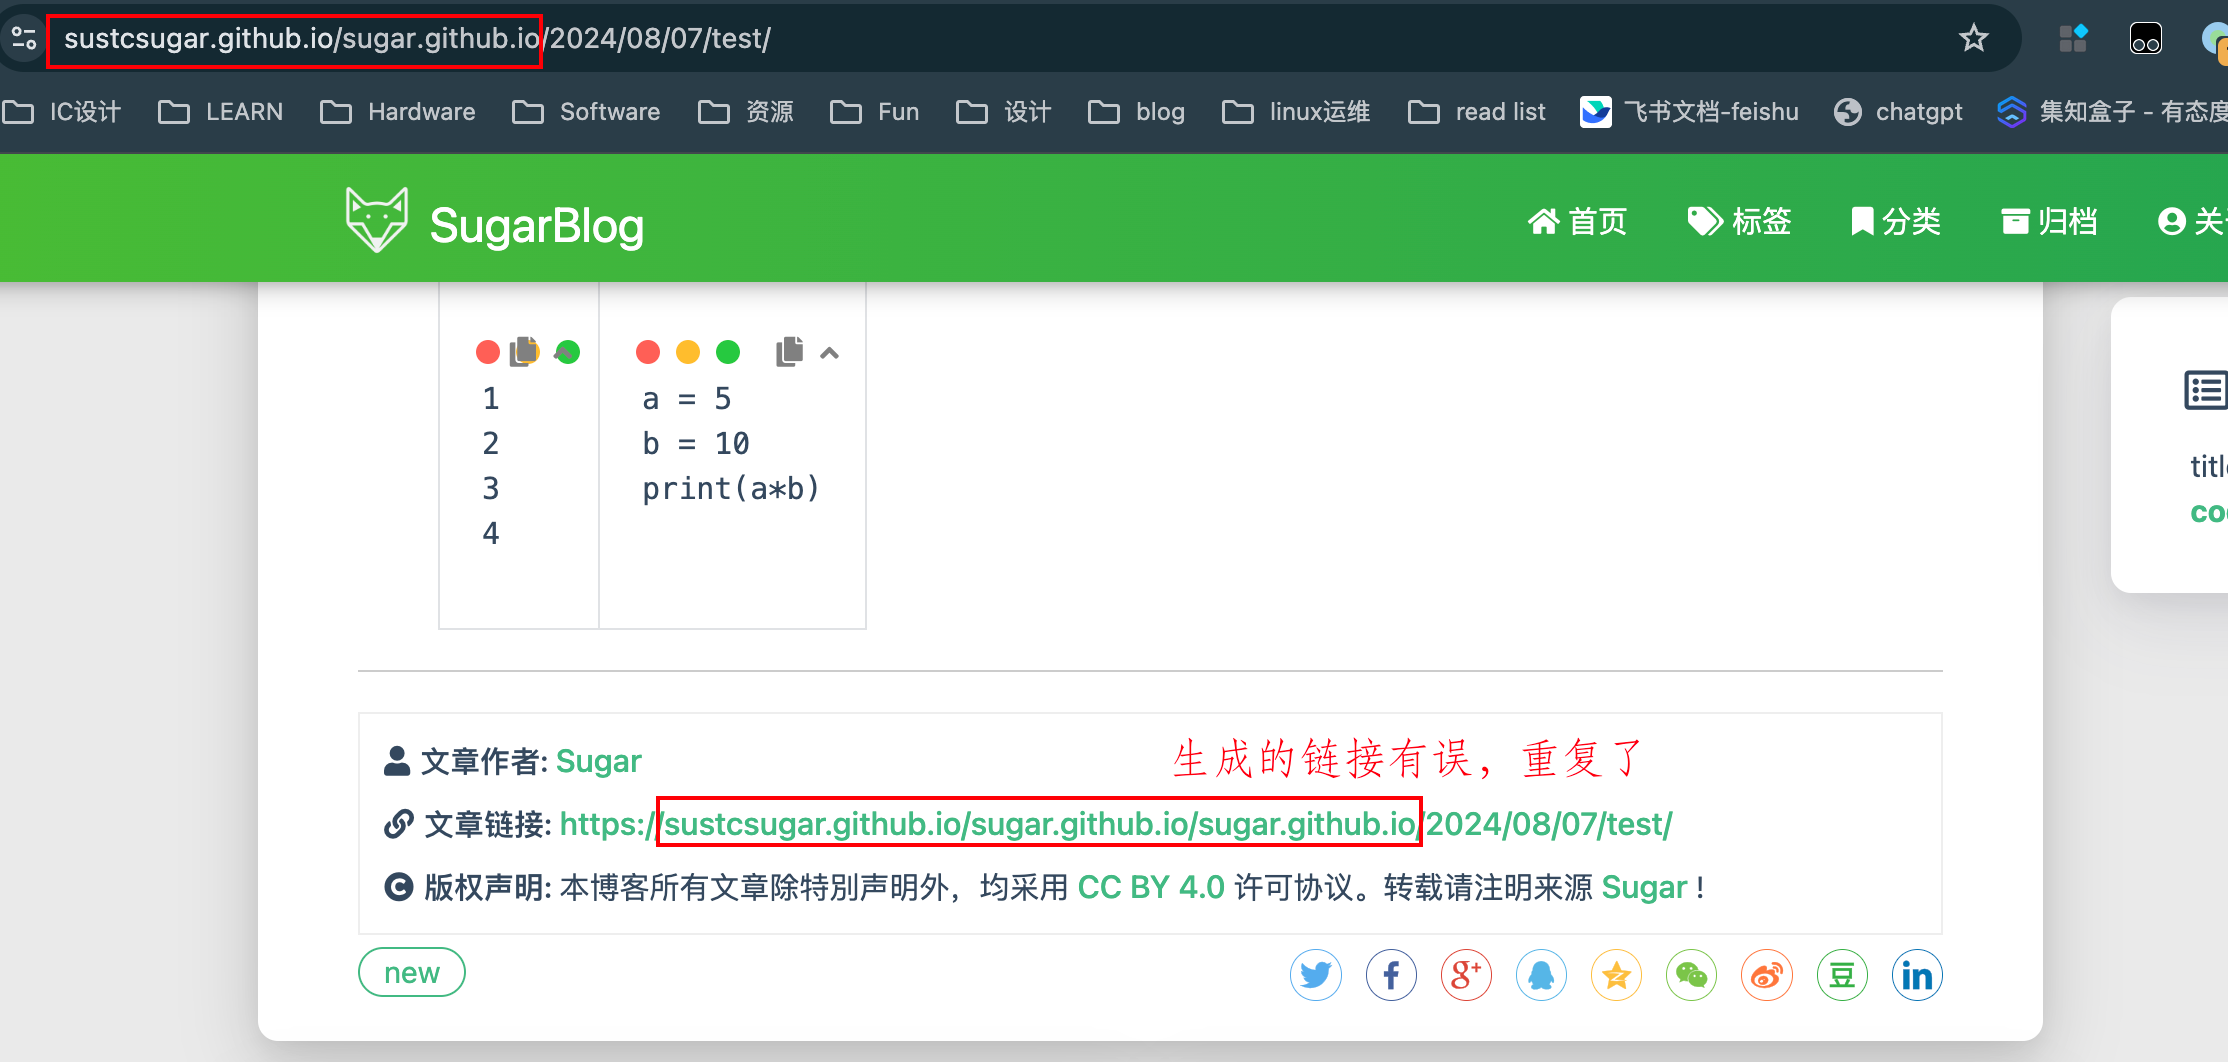 sustcsugar.github.io/sugar.github.io/2024/08/07/test/
IC设计 LEARN Hardware Software 资源 Fun 设计 blog linux运维 read list 飞书文档-feishu chatgpt 集知盒子 - 有态度
SugarBlog 首页 标签 分类 归档 关
1 a = 5
2 b = 10
3 print(a*b)
4
titl
co
生成的链接有误，重复了
文章作者: Sugar
文章链接: https://sustcsugar.github.io/sugar.github.io/sugar.github.io/2024/08/07/test/
版权声明: 本博客所有文章除特别声明外，均采用 CC BY 4.0 许可协议。转载请注明来源 Sugar !
new